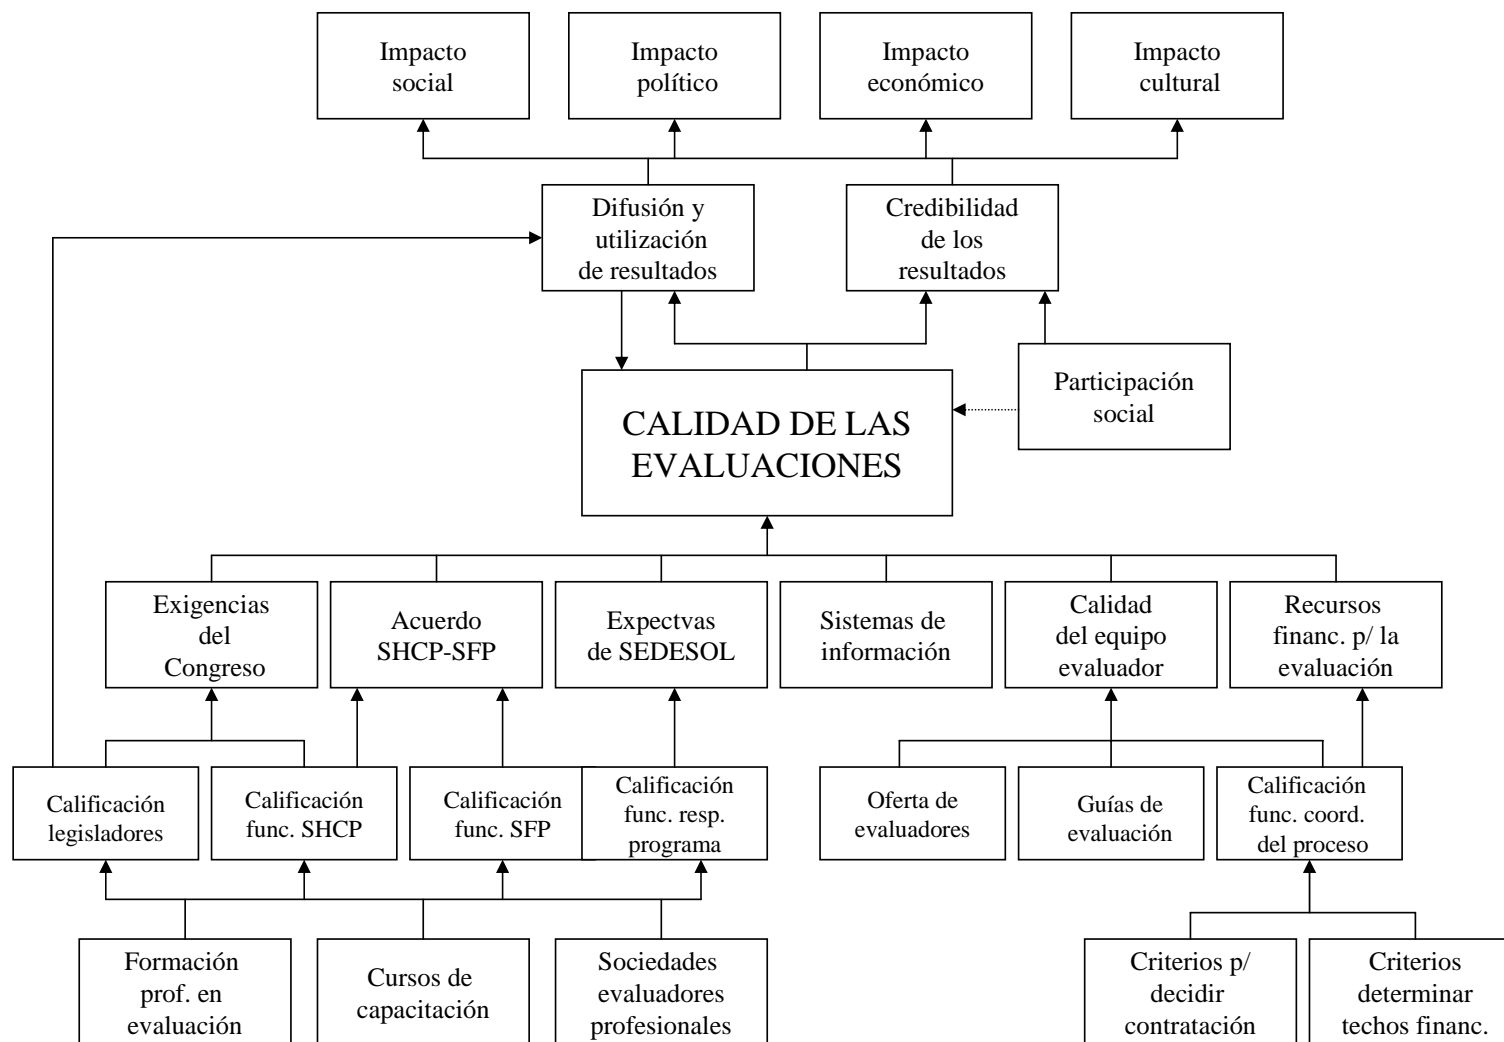 Impacto
social
Impacto
político
Impacto
económico
Impacto
cultural
Difusión y
utilización
de resultados
Credibilidad
de los
resultados
Participación
social
CALIDAD DE LAS
EVALUACIONES
Exigencias
del
Congreso
Acuerdo
SHCP-SFP
Expectvas
de SEDESOL
Sistemas de
información
Calidad
del equipo
evaluador
Recursos
financ. p/ la
evaluación
Calificación
legisladores
Calificación
func. SHCP
Calificación
func. SFP
Calificación
func. resp.
programa
Oferta de
evaluadores
Guías de
evaluación
Calificación
func. coord.
del proceso
Formación
prof. en
evaluación
Cursos de
capacitación
Sociedades
evaluadores
profesionales
Criterios p/
decidir
contratación
Criterios
determinar
techos financ.